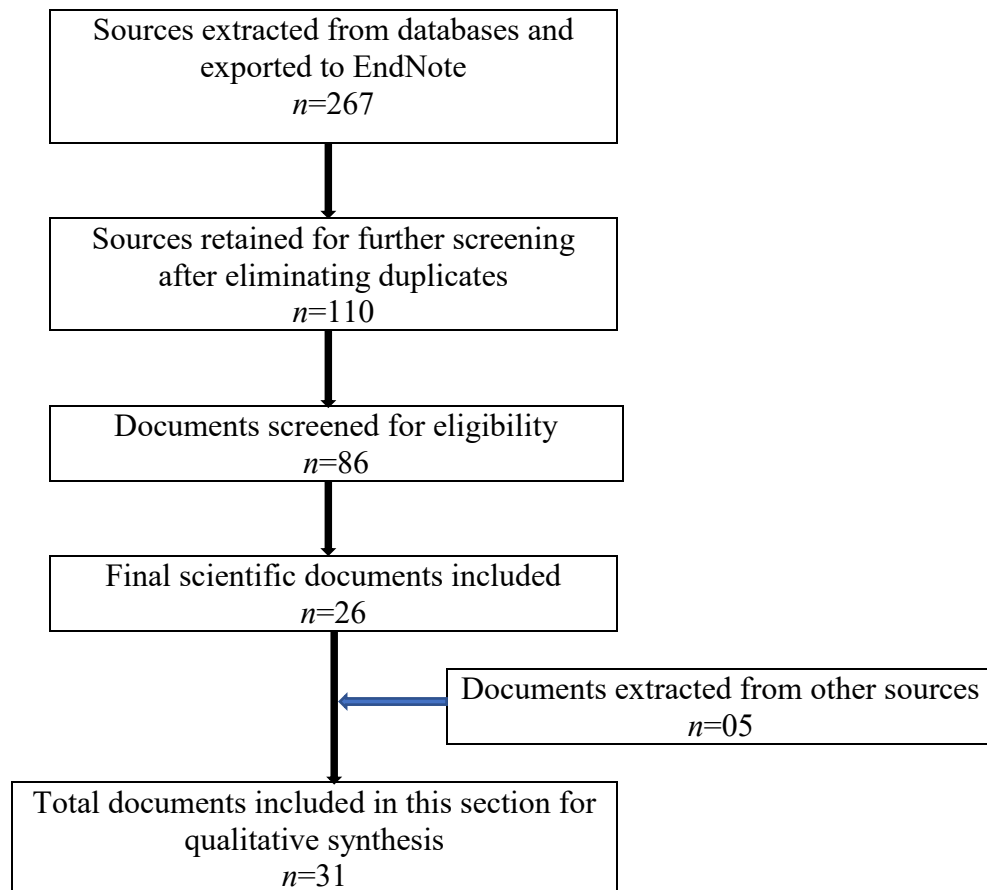 Sources extracted from databases and
exported to EndNote
n=267
Sources retained for further screening
after eliminating duplicates
n=110
Documents screened for eligibility
n=86
Final scientific documents included
n=26
Documents extracted from other sources
n=05
Total documents included in this section for
qualitative synthesis
n=31